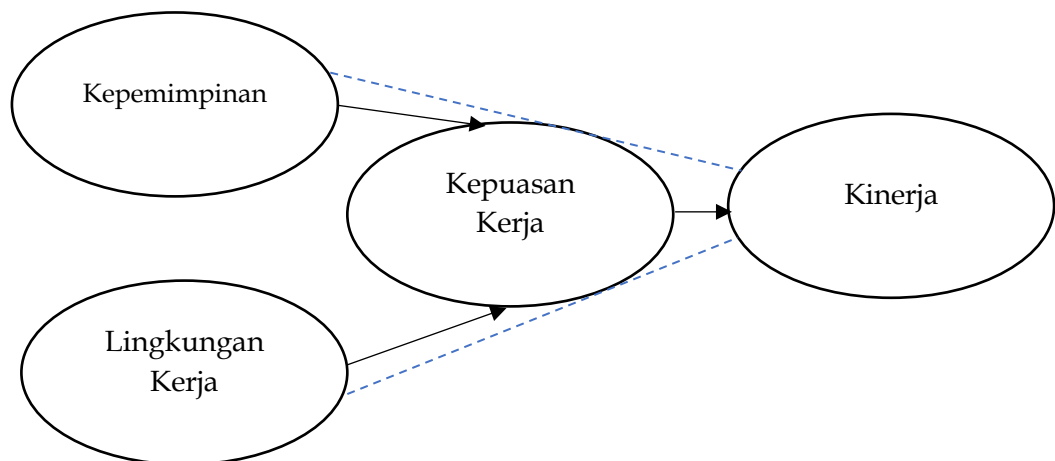 Kepemimpinan
Kepuasan
Kerja
Kinerja
Lingkungan
Kerja